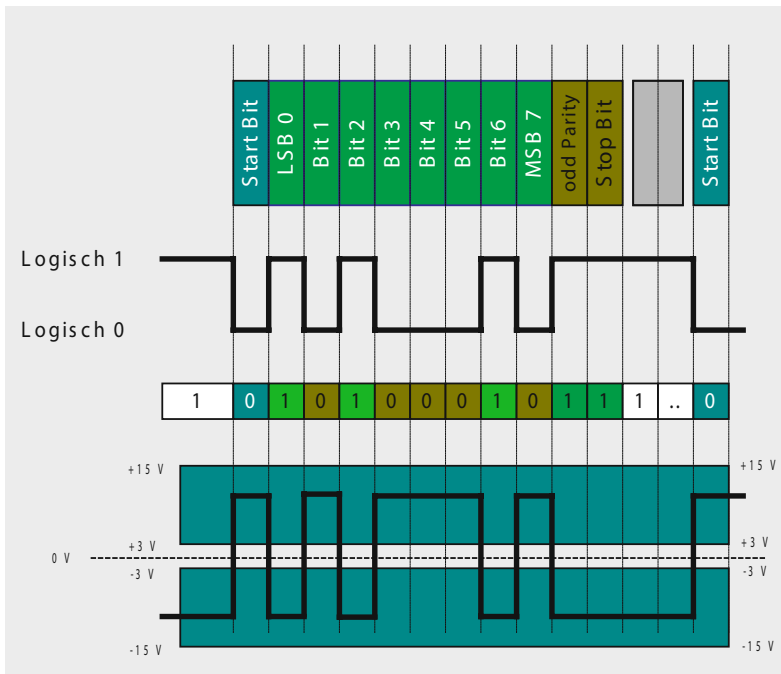 Start Bit
LSB 0
Bit 1
Bit 2
Bit 3
Bit 4
Bit 5
Bit 6
MSB 7
odd Parity
Stop Bit
Start Bit
Logisch 1
Logisch 0
1 0 1 0 1 0 0 0 1 0 1 1 1 .. 0
+15 V +15 V
+3 V +3 V
0 V
-3 V -3 V
-15 V -15 V